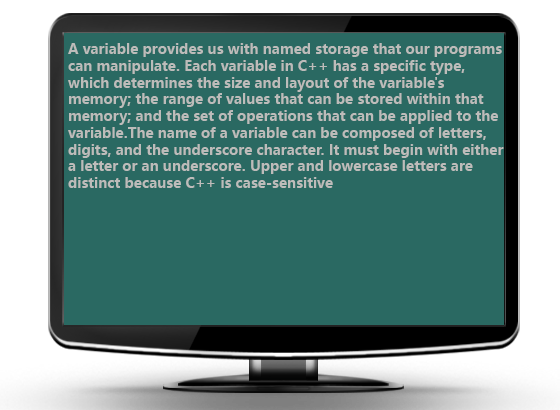 A variable provides us with named storage that our programs
can manipulate. Each variable in C++ has a specific type,
which determines the size and layout of the variable's
memory; the range of values that can be stored within that
memory; and the set of operations that can be applied to the
variable.The name of a variable can be composed of letters,
digits, and the underscore character. It must begin with either
a letter or an underscore. Upper and lowercase letters are
distinct because C++ is case-sensitive